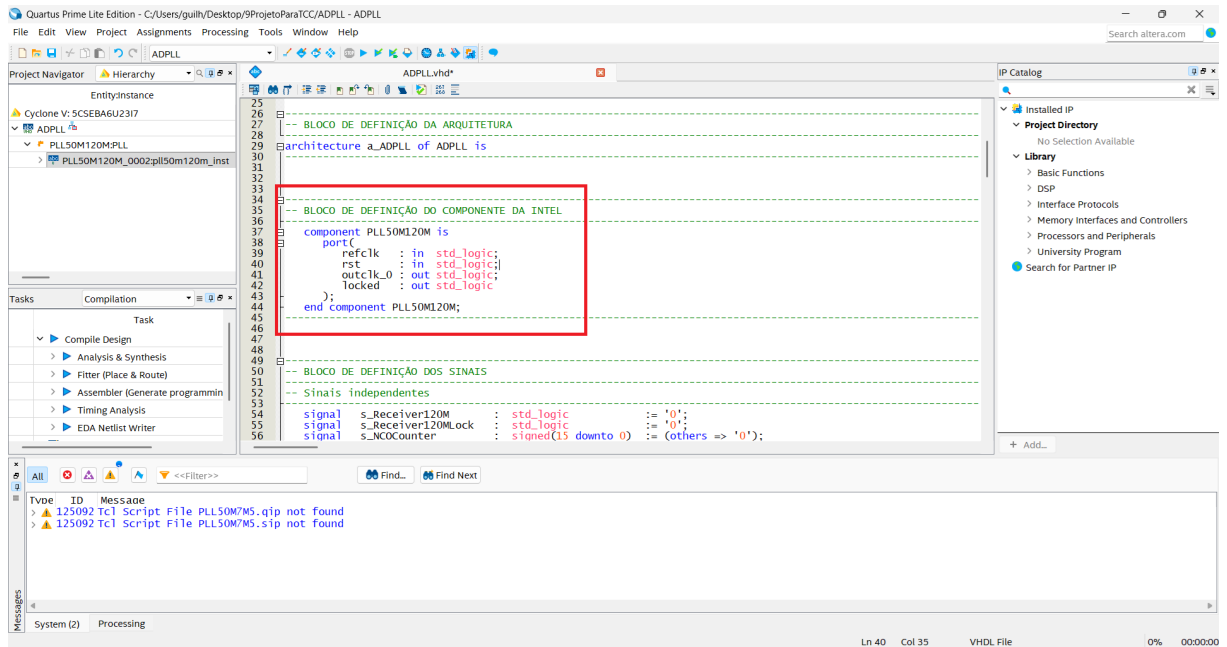 Quartus Prime Lite Edition - C:/Users/guilh/Desktop/9ProjetoParaTCC/ADPLL - ADPLL
File Edit View Project Assignments Processing Tools Window Help
Search altera.com
ADPLL
Project Navigator Hierarchy
Entity:Instance
Cyclone V: 5CSEBA6U23I7
ADPLL
PLL50M120M:PLL
PLL50M120M_0002:pll50m120m_inst
Tasks Compilation
Task
Compile Design
Analysis & Synthesis
Fitter (Place & Route)
Assembler (Generate programmin
Timing Analysis
EDA Netlist Writer
ADPLL.vhd*
267
268
25
26 --------------------------------------------------------------------
27 -- BLOCO DE DEFINIÇÃO DA ARQUITETURA
28 --------------------------------------------------------------------
29 architecture a_ADPLL of ADPLL is
30 --------------------------------------------------------------------
31
32
33
34 --------------------------------------------------------------------
35 -- BLOCO DE DEFINIÇÃO DO COMPONENTE DA INTEL
36 --------------------------------------------------------------------
37 component PLL50M120M is
38 port(
39 refclk : in std_logic;
40 rst : in std_logic;
41 outclk_0 : out std_logic;
42 locked : out std_logic
43 );
44 end component PLL50M120M;
45 --------------------------------------------------------------------
46
47
48
49 --------------------------------------------------------------------
50 -- BLOCO DE DEFINIÇÃO DOS SINAIS
51 --------------------------------------------------------------------
52 -- Sinais independentes
53 --------------------------------------------------------------------
54 signal s_Receiver120M : std_logic := '0';
55 signal s_Receiver120MLock : std_logic := '0';
56 signal s_NCOCounter : signed(15 downto 0) := (others => '0');
IP Catalog
Installed IP
Project Directory
No Selection Available
Library
Basic Functions
DSP
Interface Protocols
Memory Interfaces and Controllers
Processors and Peripherals
University Program
Search for Partner IP
+ Add...
All <<Filter>> Find... Find Next
Type ID Message
125092 Tcl Script File PLL50M7M5.qip not found
125092 Tcl Script File PLL50M7M5.sip not found
Messages
System (2) Processing
Ln 40 Col 35 VHDL File 0% 00:00:00